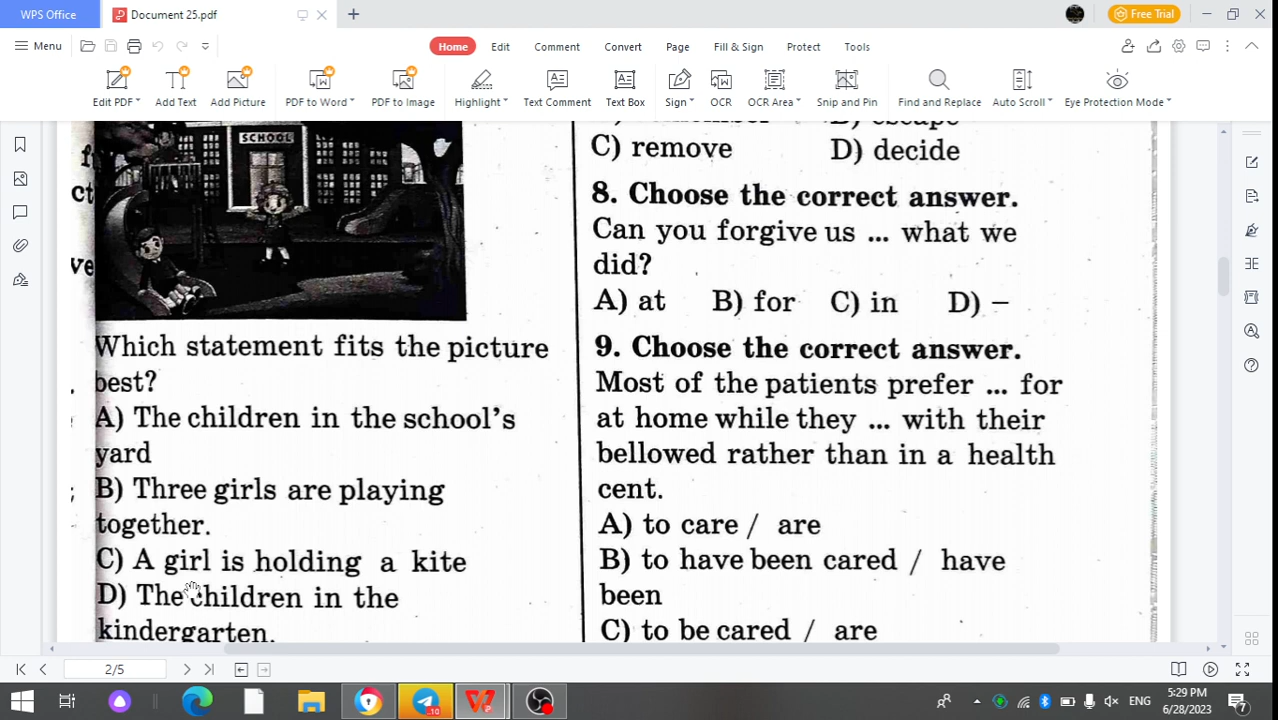 WPS Office
Document 25.pdf
Free Trial
Menu
Home
Edit
Comment
Convert
Page
Fill & Sign
Protect
Tools
Edit PDF
Add Text
Add Picture
PDF to Word
PDF to Image
Highlight
Text Comment
Text Box
Sign
OCR
OCR Area
Snip and Pin
Find and Replace
Auto Scroll
Eye Protection Mode
SCHOOL
ct
ve
Which statement fits the picture
best?
A) The children in the school's
yard
B) Three girls are playing
together.
C) A girl is holding a kite
D) The children in the
kindergarten.
C) remove D) decide
8. Choose the correct answer.
Can you forgive us ... what we
did?
A) at B) for C) in D) –
9. Choose the correct answer.
Most of the patients prefer ... for
at home while they ... with their
bellowed rather than in a health
cent.
A) to care / are
B) to have been cared / have
been
C) to be cared / are
2/5
.10
ENG
5:29 PM
6/28/2023
7